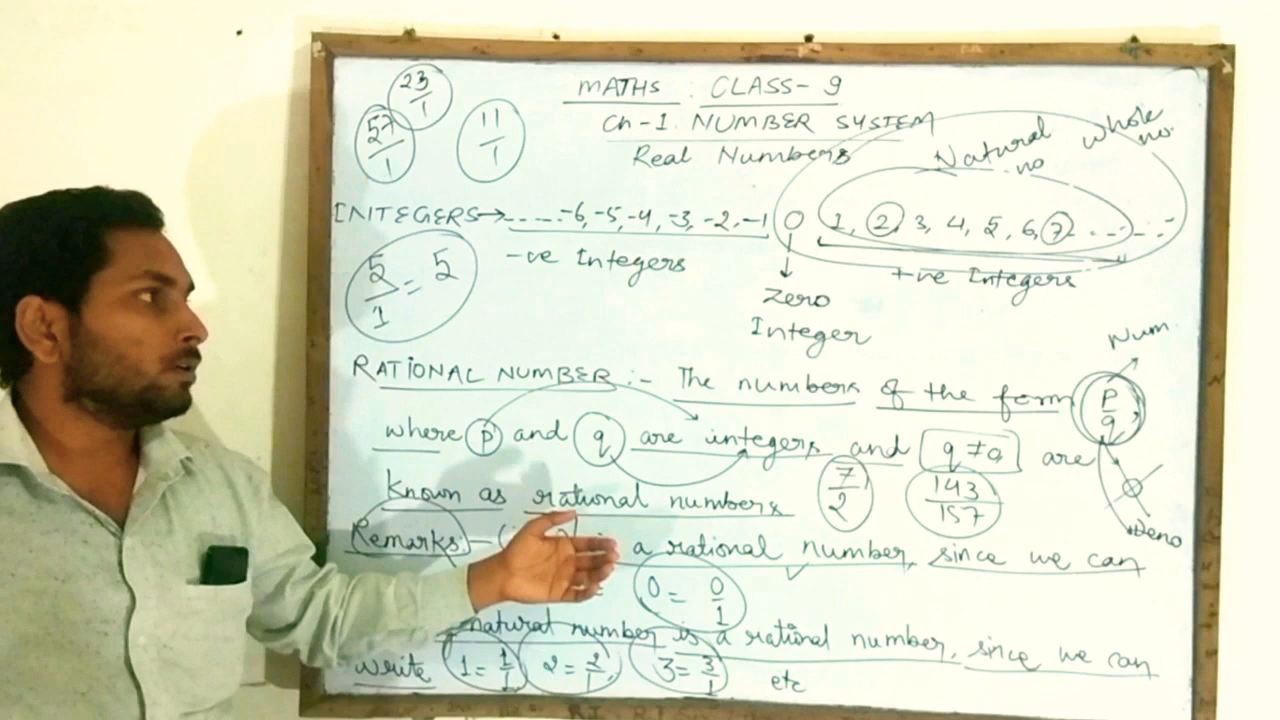 MATHS : CLASS- 9
Ch-1. NUMBER SYSTEM
Real Numbers
23/1
57/1
11/1
Natural no
whole no.
INTEGERS→ ......-6,-5,-4,-3,-2,-1 0 1, 2, 3, 4, 5, 6, 7- - - - - -
-ve Integers
Zero Integer
+ve Integers
5/1 = 5
Num.
RATIONAL NUMBER :- The numbers of the form p/q,
where p and q are integers and q ≠ 0 are
Known as rational numbers
7/2
143/157
Deno
Remarks:- a rational number, since we can
0 = 0/1
natural number is a rational number, since we can
write 1 = 1/1 2 = 2/1, 3 = 3/1 etc